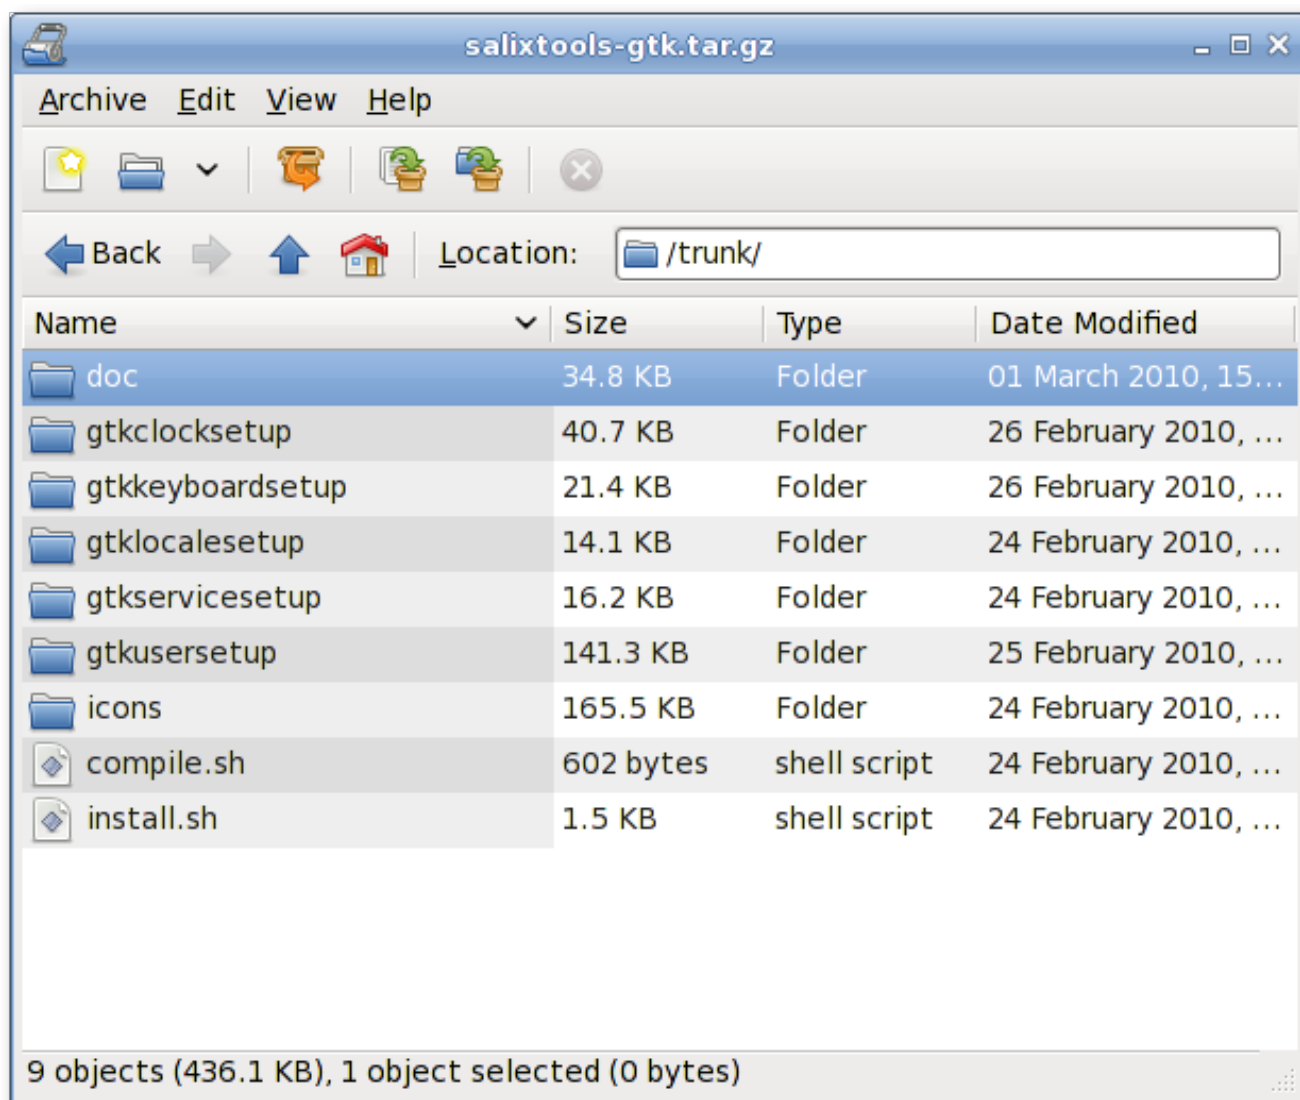 salixtools-gtk.tar.gz
Archive Edit View Help
Back Location: /trunk/
Name Size Type Date Modified
doc 34.8 KB Folder 01 March 2010, 15...
gtkclocksetup 40.7 KB Folder 26 February 2010, ...
gtkkeyboardsetup 21.4 KB Folder 26 February 2010, ...
gtklocalesetup 14.1 KB Folder 24 February 2010, ...
gtkservicesetup 16.2 KB Folder 24 February 2010, ...
gtkusersetup 141.3 KB Folder 25 February 2010, ...
icons 165.5 KB Folder 24 February 2010, ...
compile.sh 602 bytes shell script 24 February 2010, ...
install.sh 1.5 KB shell script 24 February 2010, ...
9 objects (436.1 KB), 1 object selected (0 bytes)